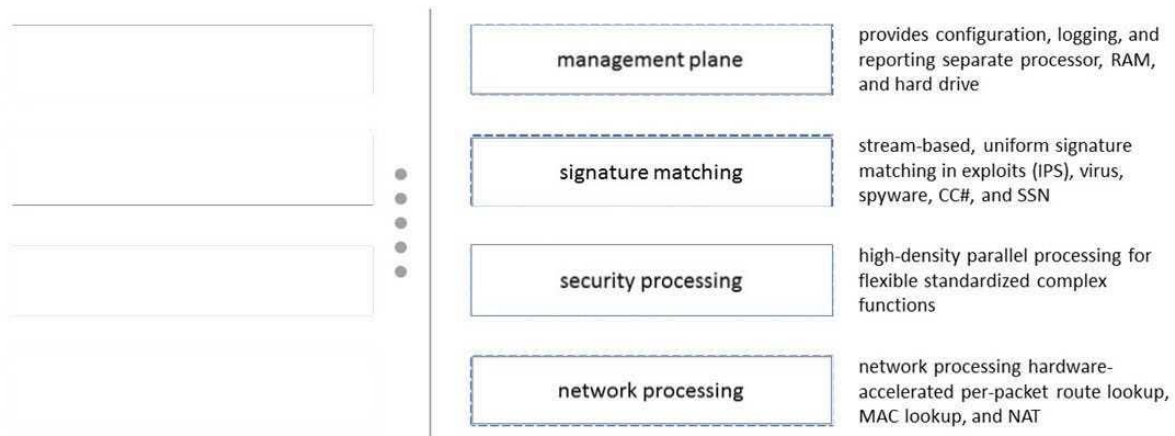 management plane
provides configuration, logging, and
reporting separate processor, RAM,
and hard drive
signature matching
stream-based, uniform signature
matching in exploits (IPS), virus,
spyware, CC#, and SSN
security processing
high-density parallel processing for
flexible standardized complex
functions
network processing
network processing hardware-
accelerated per-packet route lookup,
MAC lookup, and NAT